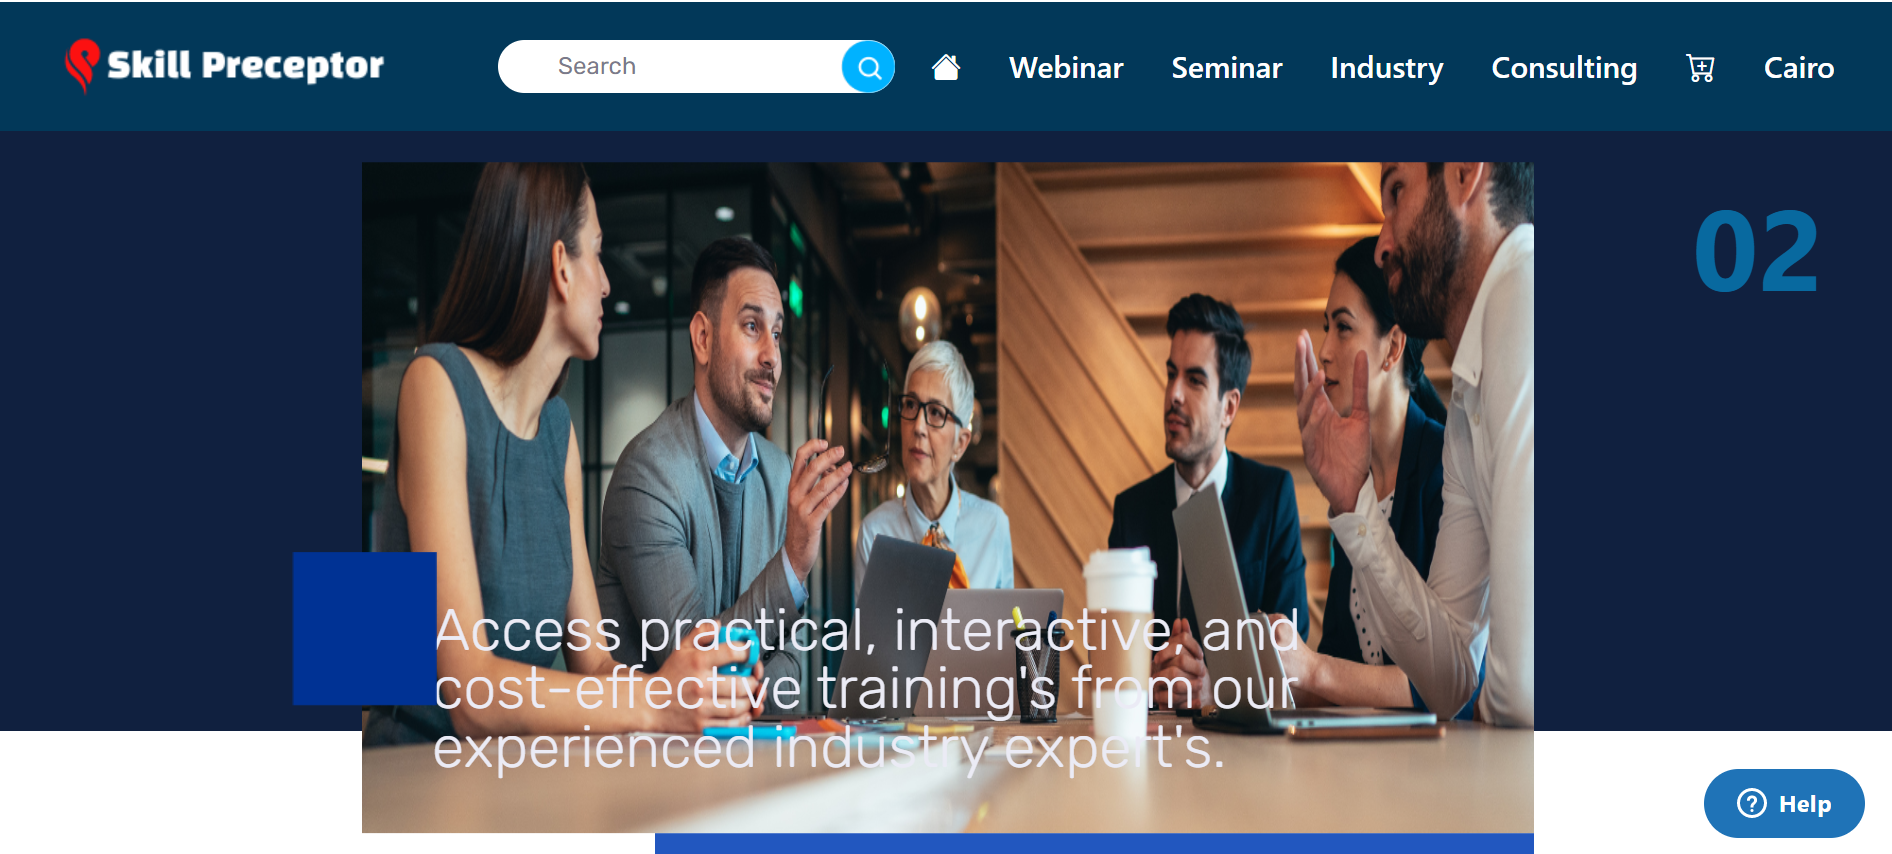 Skill Preceptor
Search
Webinar
Seminar
Industry
Consulting
Cairo
02
Access practical, interactive, and
cost-effective training's from our
experienced industry expert's.
Help